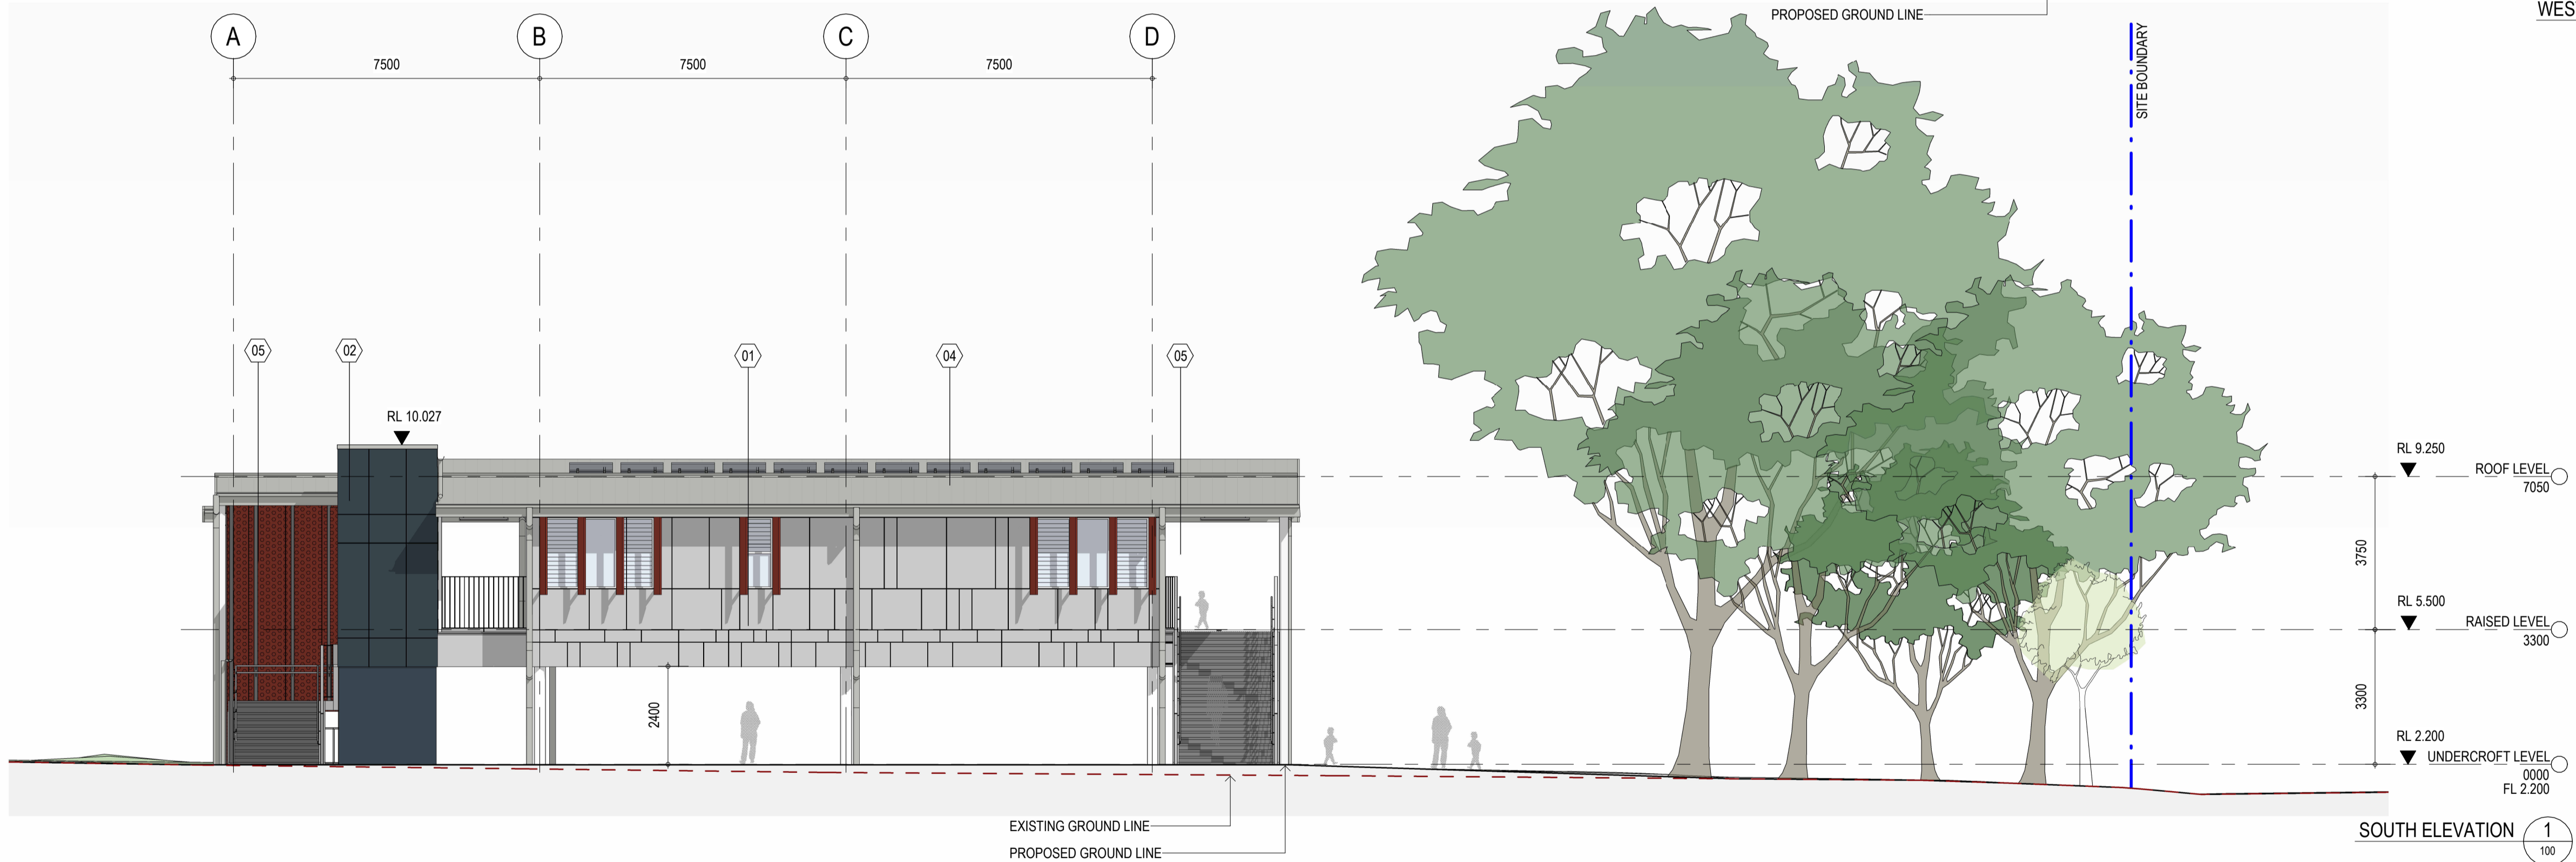 PROPOSED GROUND LINE
WES
A
B
C
D
7500
7500
7500
SITE BOUNDARY
05
02
01
04
05
RL 10.027
RL 9.250
ROOF LEVEL
7050
3750
RL 5.500
RAISED LEVEL
3300
3300
2400
RL 2.200
UNDERCROFT LEVEL
0000
FL 2.200
EXISTING GROUND LINE
PROPOSED GROUND LINE
SOUTH ELEVATION
1
100